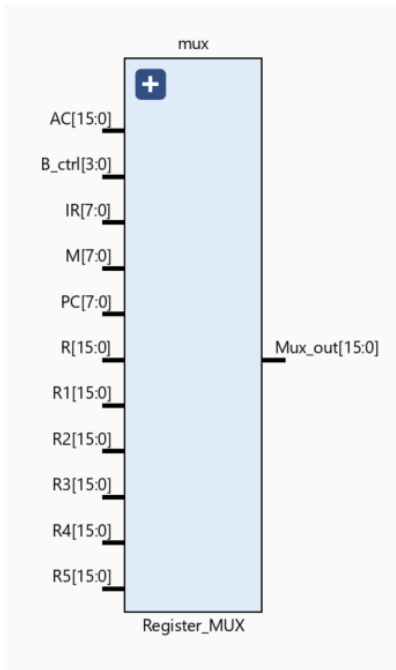 mux
AC[15:0]
B_ctrl[3:0]
IR[7:0]
M[7:0]
PC[7:0]
R[15:0]
Mux_out[15:0]
R1[15:0]
R2[15:0]
R3[15:0]
R4[15:0]
R5[15:0]
Register_MUX